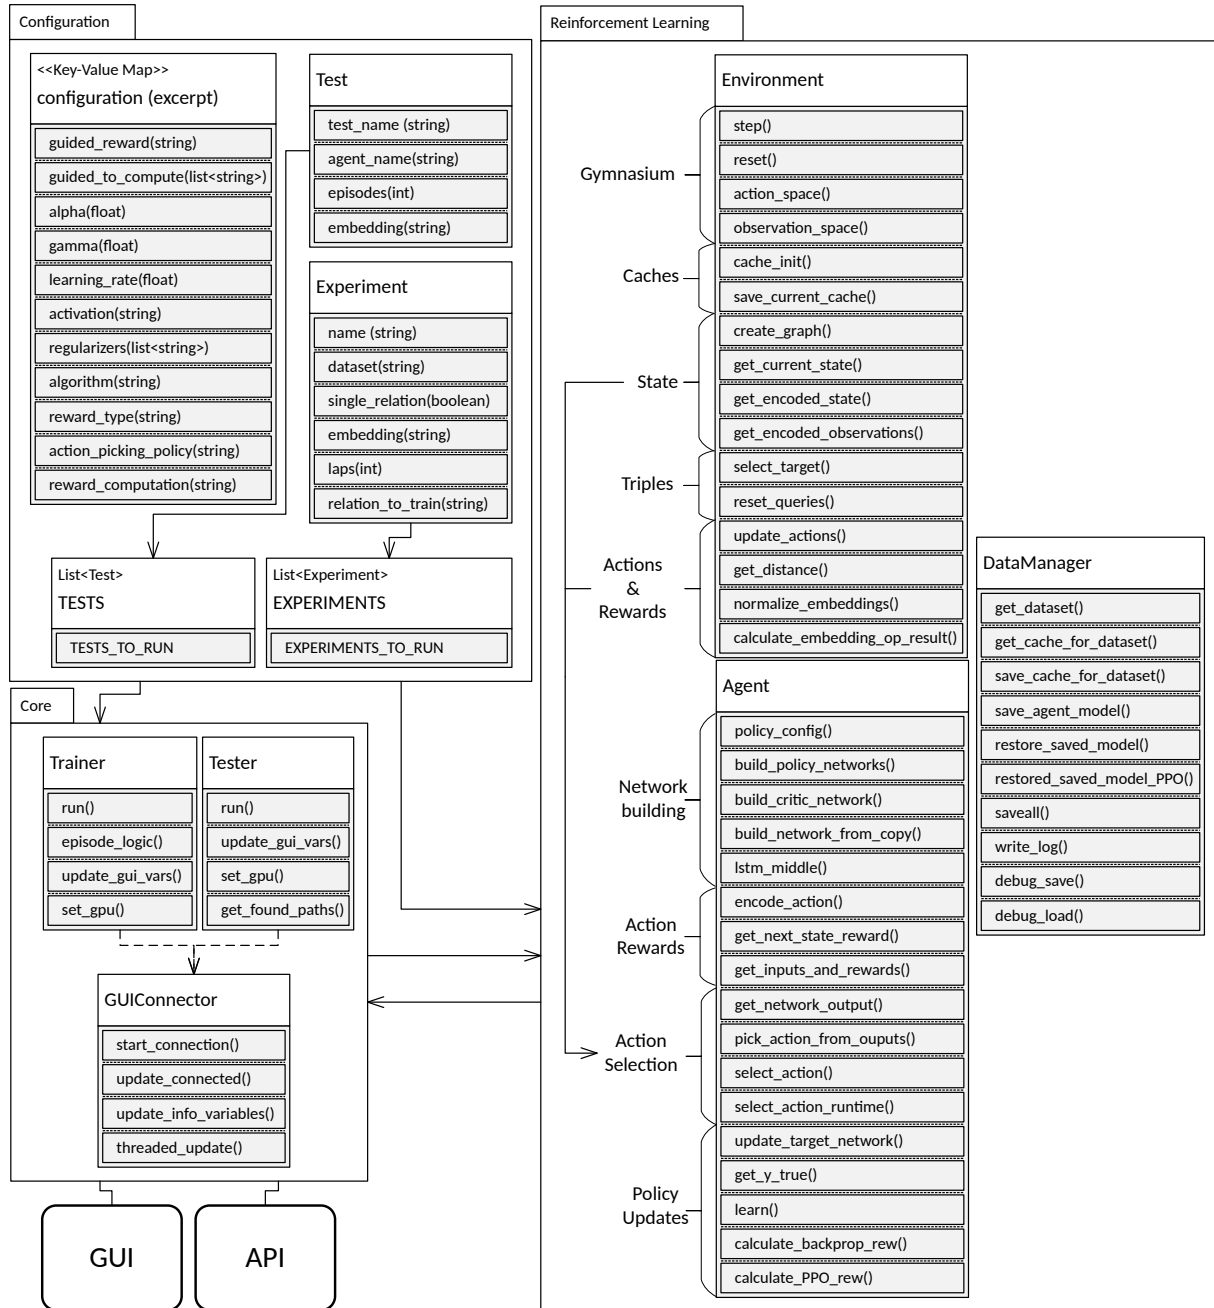 Configuration
<<Key-Value Map>>
configuration (excerpt)
guided_reward(string)
guided_to_compute(list<string>)
alpha(float)
gamma(float)
learning_rate(float)
activation(string)
regularizers(list<string>)
algorithm(string)
reward_type(string)
action_picking_policy(string)
reward_computation(string)
Test
test_name (string)
agent_name(string)
episodes(int)
embedding(string)
Experiment
name (string)
dataset(string)
single_relation(boolean)
embedding(string)
laps(int)
relation_to_train(string)
List<Test>
TESTS
TESTS_TO_RUN
List<Experiment>
EXPERIMENTS
EXPERIMENTS_TO_RUN
Core
Trainer
run()
episode_logic()
update_gui_vars()
set_gpu()
Tester
run()
update_gui_vars()
set_gpu()
get_found_paths()
GUIConnector
start_connection()
update_connected()
update_info_variables()
threaded_update()
GUI
API
Reinforcement Learning
Environment
Gymnasium
step()
reset()
action_space()
observation_space()
Caches
cache_init()
save_current_cache()
State
create_graph()
get_current_state()
get_encoded_state()
get_encoded_observations()
Triples
select_target()
reset_queries()
Actions
&
Rewards
update_actions()
get_distance()
normalize_embeddings()
calculate_embedding_op_result()
Agent
Network
building
policy_config()
build_policy_networks()
build_critic_network()
build_network_from_copy()
lstm_middle()
Action
Rewards
encode_action()
get_next_state_reward()
get_inputs_and_rewards()
Action
Selection
get_network_output()
pick_action_from_ouputs()
select_action()
select_action_runtime()
Policy
Updates
update_target_network()
get_y_true()
learn()
calculate_backprop_rew()
calculate_PPO_rew()
DataManager
get_dataset()
get_cache_for_dataset()
save_cache_for_dataset()
save_agent_model()
restore_saved_model()
restored_saved_model_PPO()
saveall()
write_log()
debug_save()
debug_load()